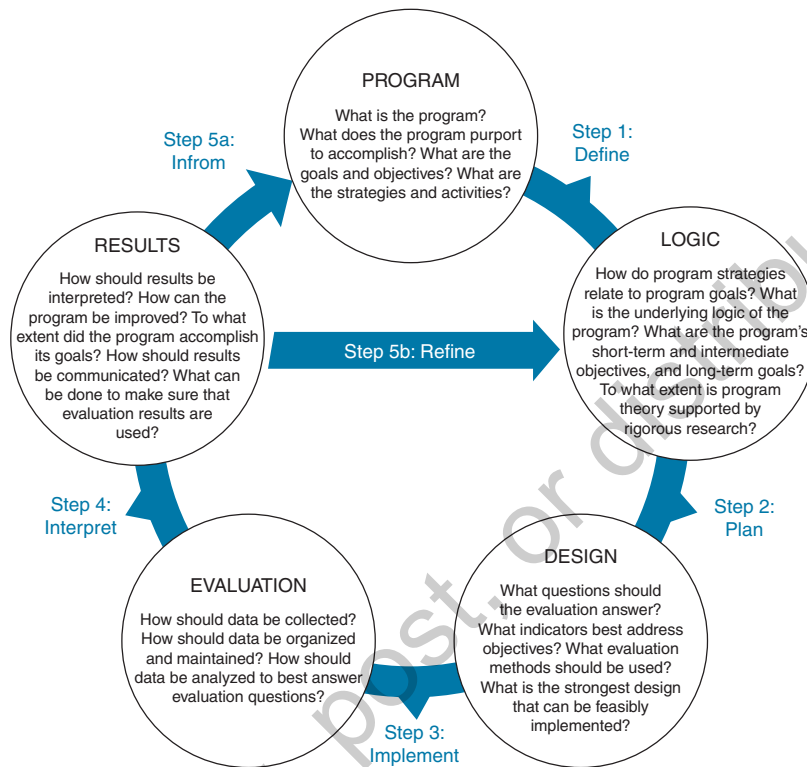 PROGRAM
What is the program?
What does the program purport
to accomplish? What are the
goals and objectives? What are
the strategies and activities?
Step 1:
Define
LOGIC
How do program strategies
relate to program goals? What
is the underlying logic of the
program? What are the program's
short-term and intermediate
objectives, and long-term goals?
To what extent is program
theory supported by
rigorous research?
Step 2:
Plan
DESIGN
What questions should
the evaluation answer?
What indicators best address
objectives? What evaluation
methods should be used?
What is the strongest design
that can be feasibly
implemented?
Step 3:
Implement
EVALUATION
How should data be collected?
How should data be organized
and maintained? How should
data be analyzed to best answer
evaluation questions?
Step 4:
Interpret
RESULTS
How should results be
interpreted? How can the
program be improved? To what
extent did the program accomplish
its goals? How should results
be communicated? What can
be done to make sure that
evaluation results are
used?
Step 5a:
Infrom
Step 5b: Refine
post, or distribu